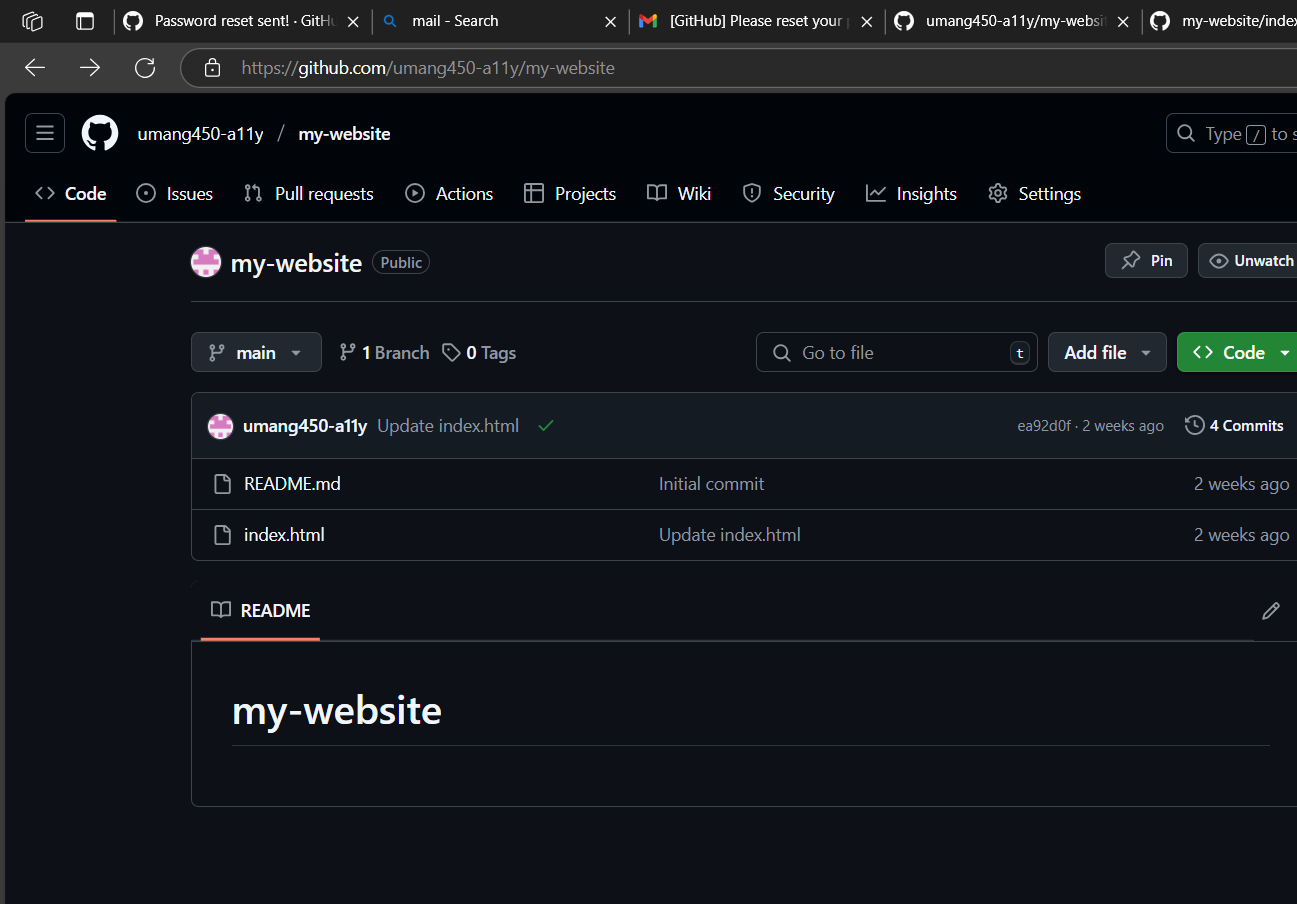 Password reset sent! · GitHu
mail - Search
[GitHub] Please reset your p
umang450-a11y/my-websit
my-website/index
https://github.com/umang450-a11y/my-website
umang450-a11y / my-website
Type / to s
Code
Issues
Pull requests
Actions
Projects
Wiki
Security
Insights
Settings
my-website Public
Pin
Unwatch
main
1 Branch
0 Tags
Go to file
t
Add file
Code
umang450-a11y Update index.html
ea92d0f · 2 weeks ago
4 Commits
README.md Initial commit 2 weeks ago
index.html Update index.html 2 weeks ago
README
my-website